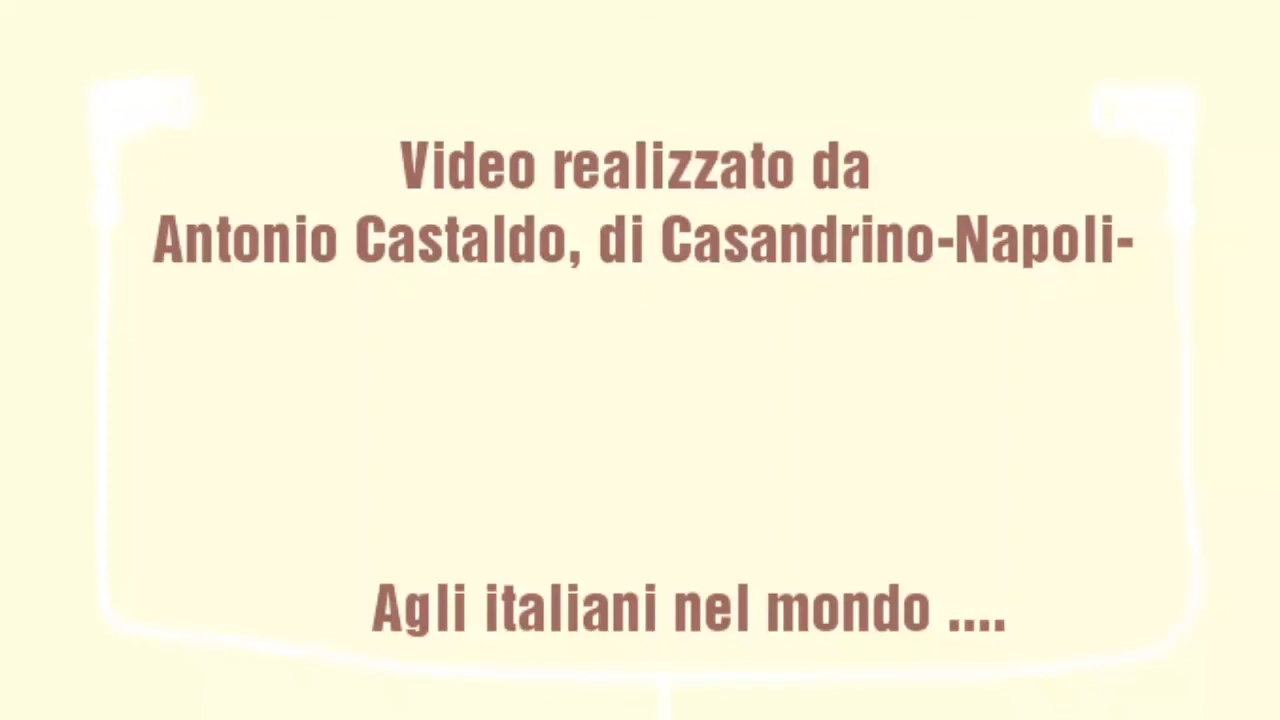 Video realizzato da
Antonio Castaldo, di Casandrino-Napoli-
Agli italiani nel mondo ....